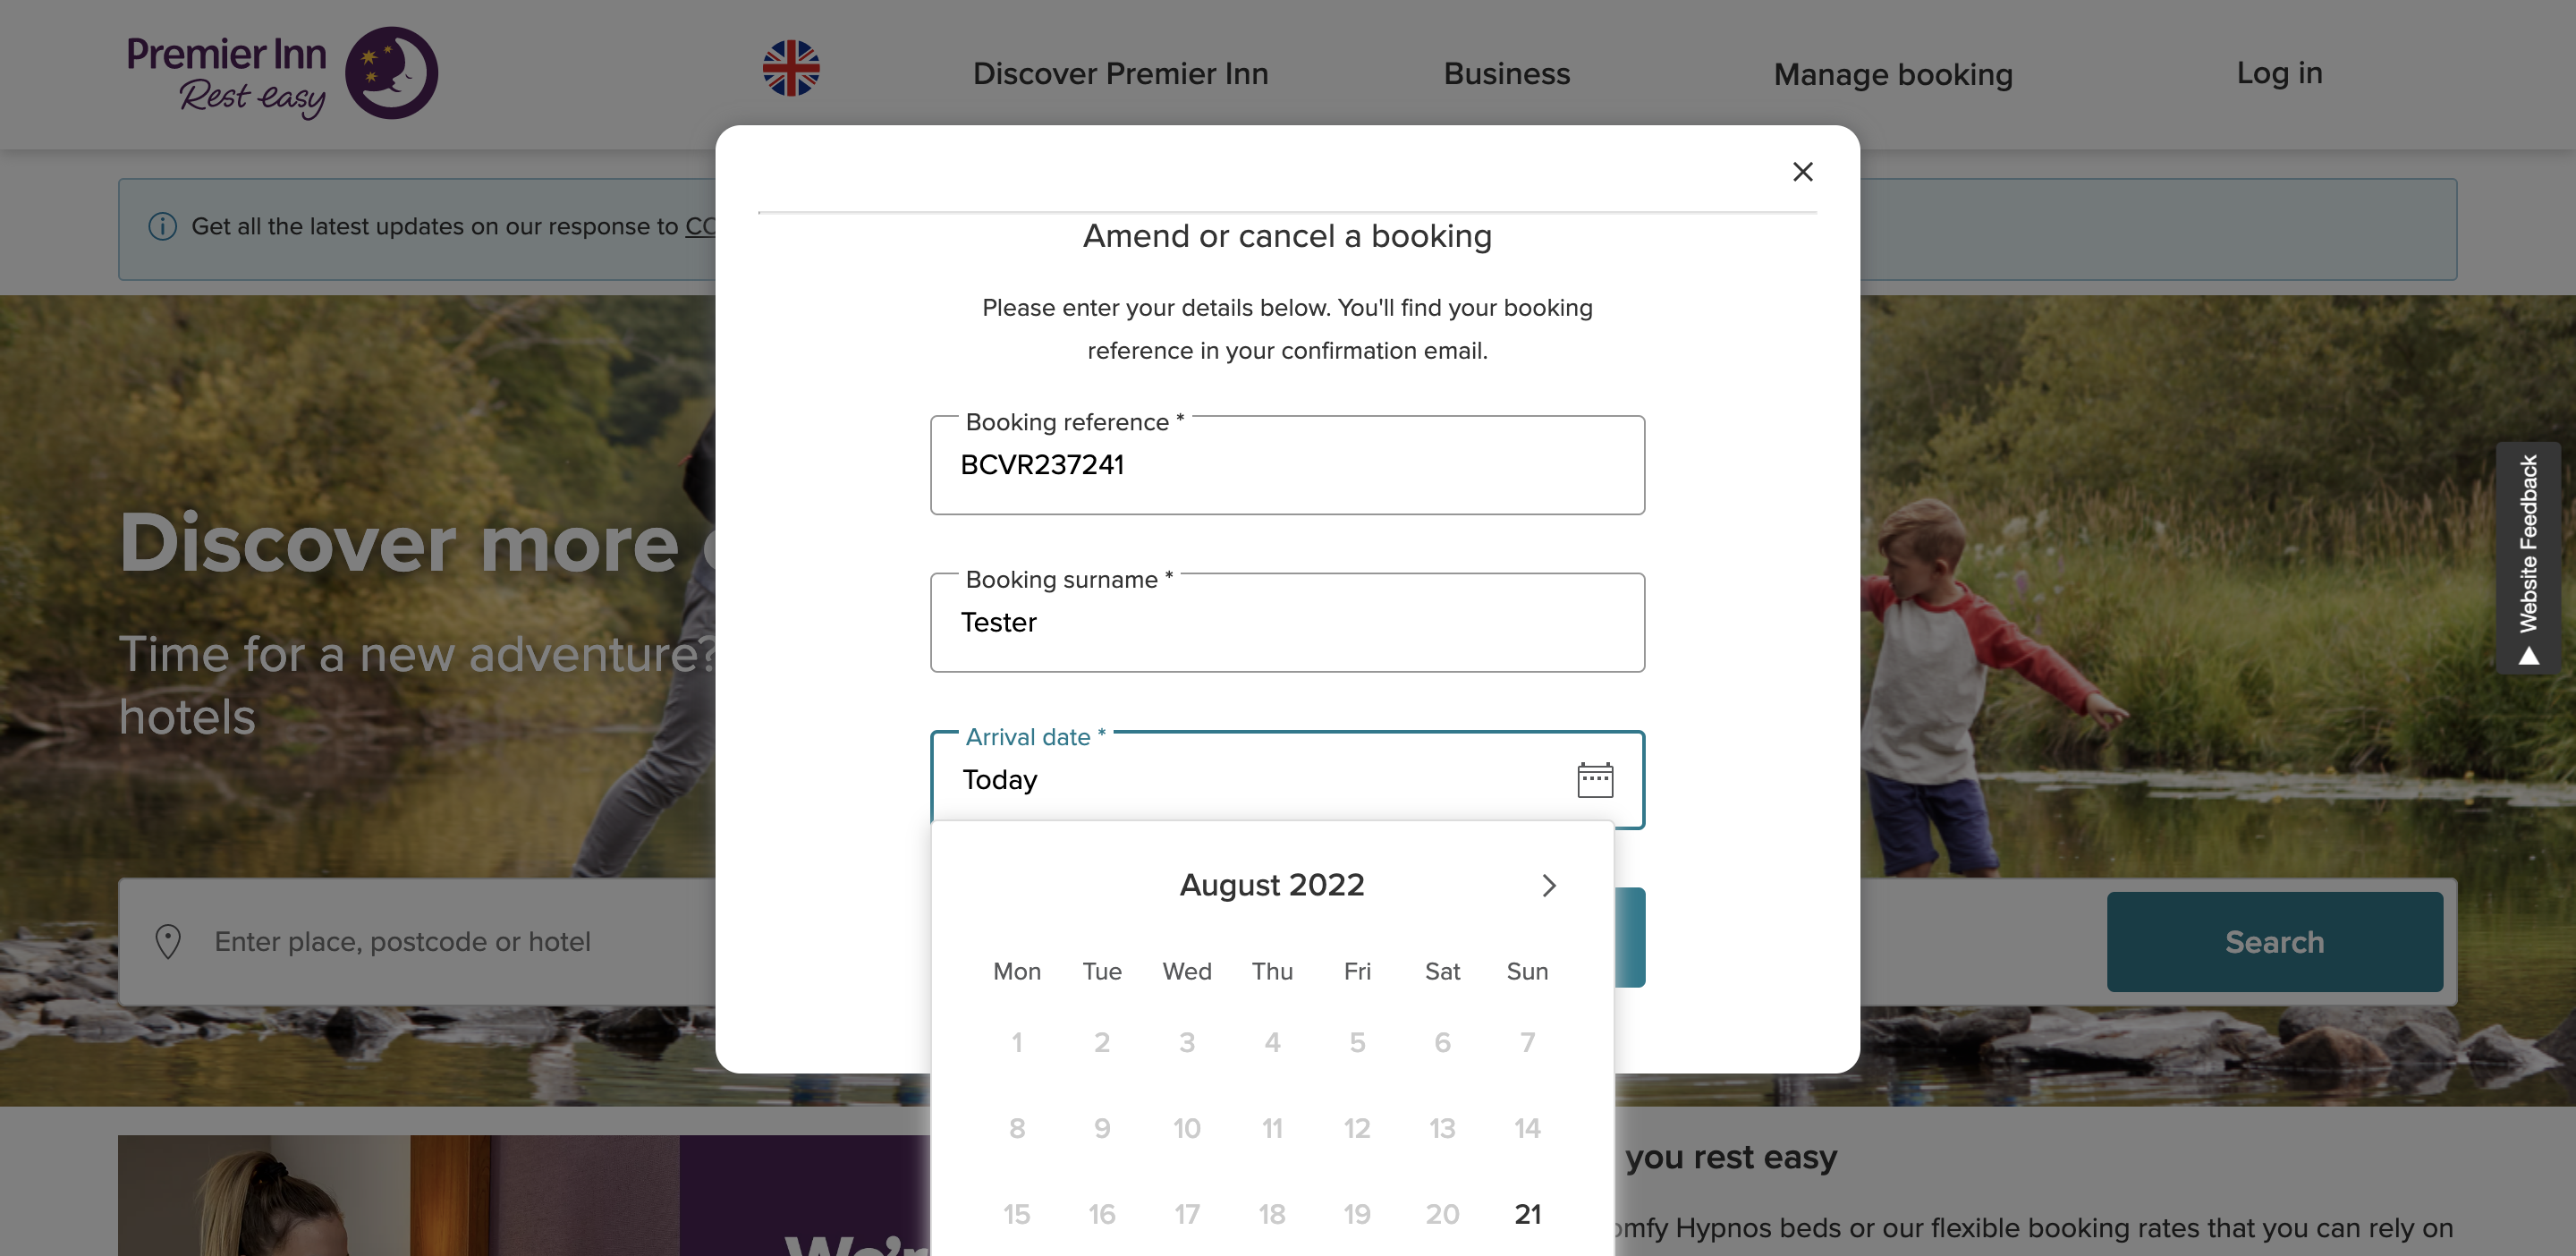 Premier Inn
Rest easy
Discover Premier Inn
Business
Manage booking
Log in
Get all the latest updates on our response to
Amend or cancel a booking
Please enter your details below. You'll find your booking
reference in your confirmation email.
Booking reference *
BCVR237241
Booking surname *
Tester
Arrival date *
Today
August 2022
Mon Tue Wed Thu Fri Sat Sun
1 2 3 4 5 6 7
8 9 10 11 12 13 14
15 16 17 18 19 20 21
Discover more
Time for a new adventure?
hotels
Enter place, postcode or hotel
Search
Website Feedback
you rest easy
Hypnos beds or our flexible booking rates that you can rely on